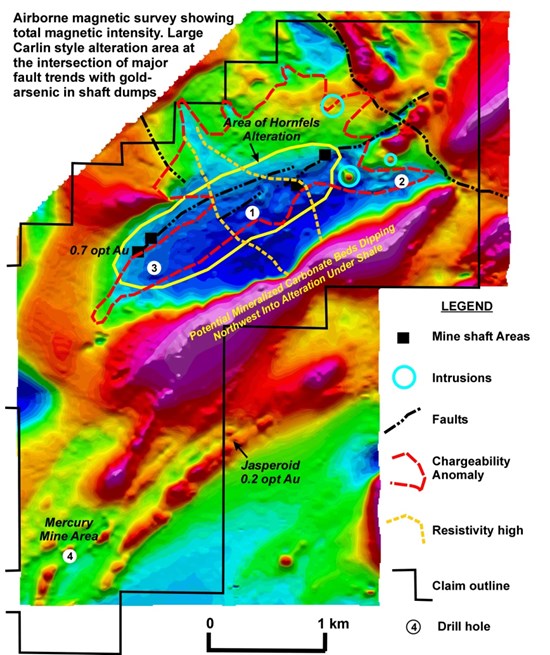 Airborne magnetic survey showing
total magnetic intensity. Large
Carlin style alteration area at
the intersection of major
fault trends with gold-
arsenic in shaft dumps
Area of Hornfels
Alteration
2
1
0.7 opt Au
3
Potential Mineralized Carbonate Beds Dipping
Northwest Into Alteration Under Shale
LEGEND
Mine shaft Areas
Intrusions
Faults
Chargeability
Anomaly
Resistivity high
Claim outline
4 Drill hole
Jasperoid
0.2 opt Au
Mercury
Mine Area
4
0 1 km